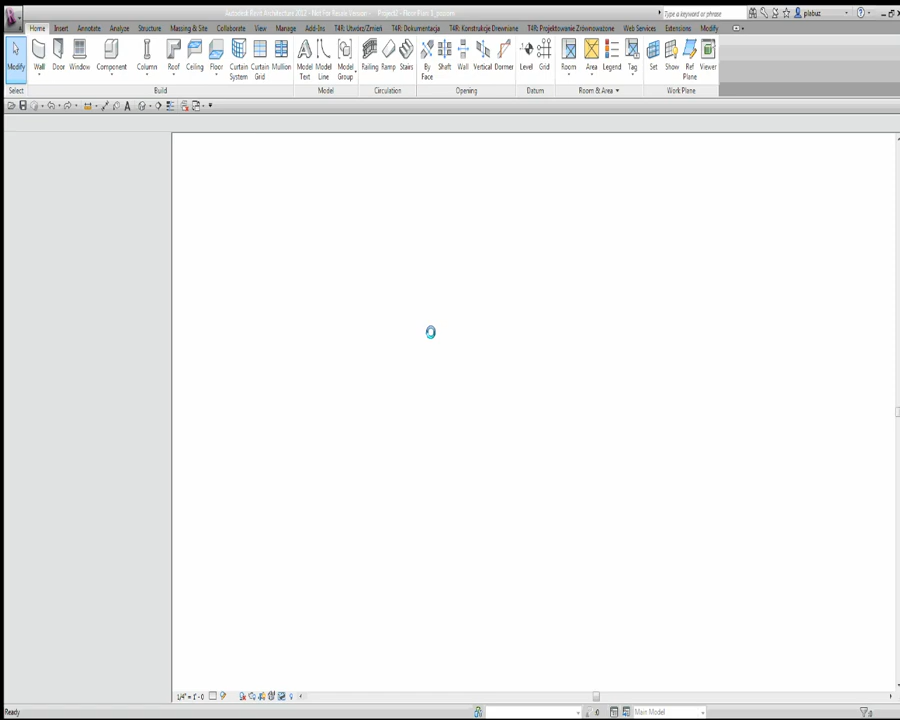 Autodesk Revit Architecture 2012 - Not For Resale Version -
Type a keyword or phrase
plabuz
Home Insert Annotate Analyze Structure Massing & Site Collaborate View Manage Add-Ins T4R: Utwórz/Zmień T4R: Dokumentacja T4R: Konstrukcje Drewniane T4R: Projektowanie Zrównoważone Web Services Extensions Modify
Modify Wall Door Window Component Column Roof Ceiling Floor Curtain System Curtain Grid Mullion Model Text Model Line Model Group Railing Ramp Stairs By Face Shaft Wall Vertical Dormer Level Grid Room Area Legend Tag Set Show Ref Plane Viewer
Select Build Model Circulation Opening Datum Room & Area Work Plane
A
1/4" = 1'-0
Ready
:0
Main Model
:0